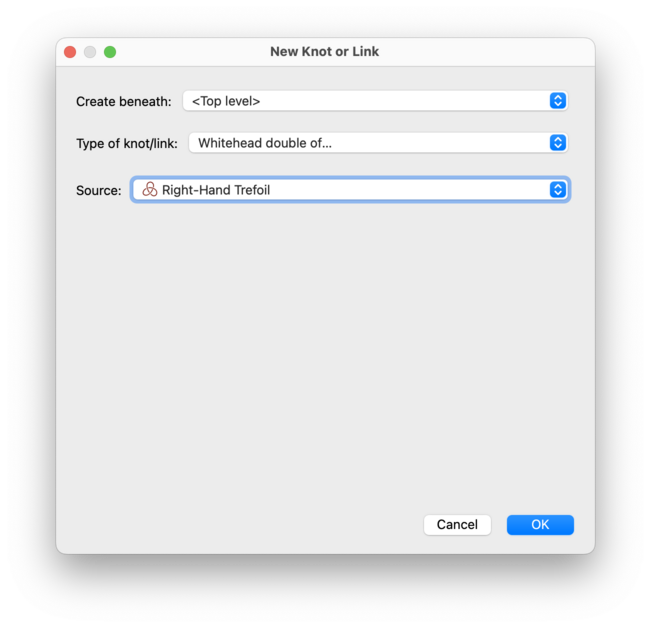 New Knot or Link
Create beneath: <Top level>
Type of knot/link: Whitehead double of...
Source: Right-Hand Trefoil
Cancel OK